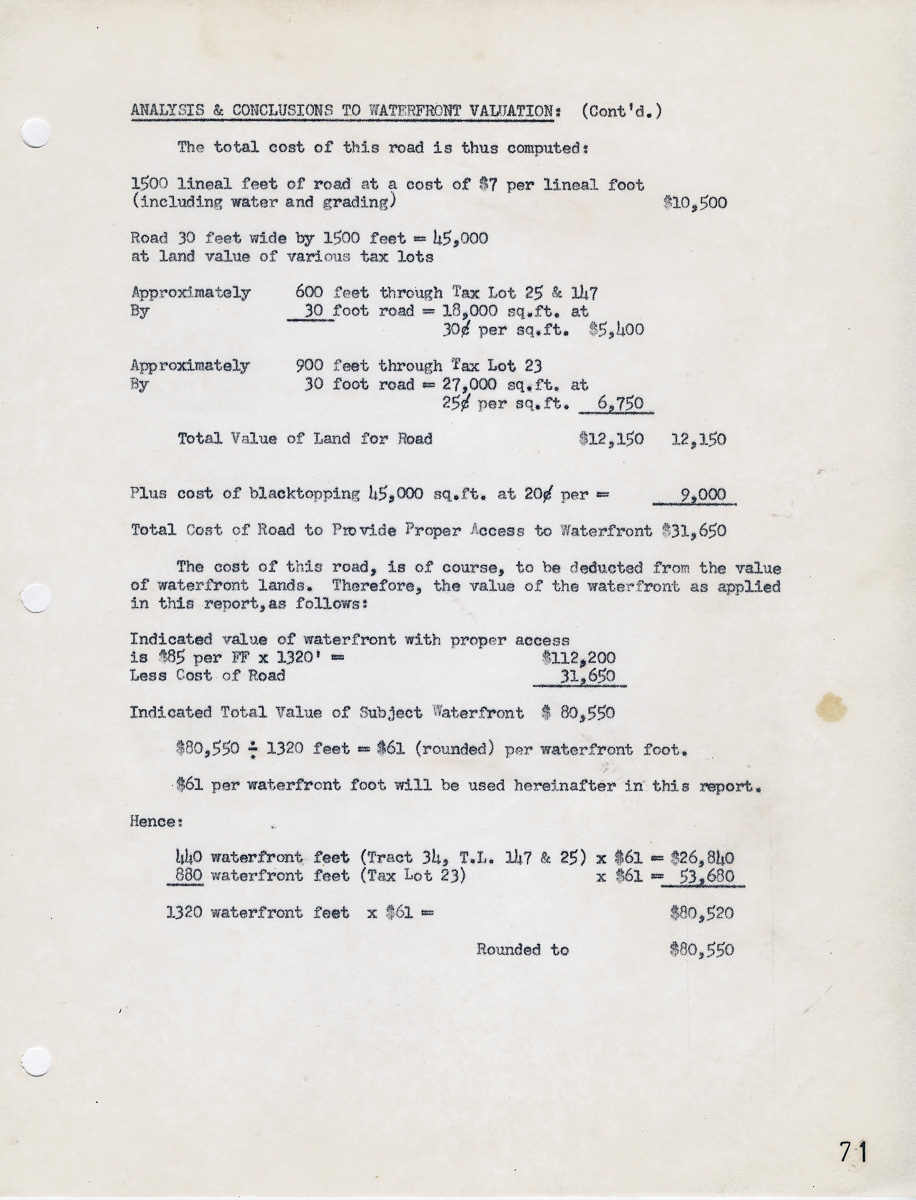 ANALYSIS & CONCLUSIONS TO WATERFRONT VALUATION: (Cont'd.)
The total cost of this road is thus computed:
1500 lineal feet of road at a cost of $7 per lineal foot
(including water and grading) $10,500
Road 30 feet wide by 1500 feet = 45,000
at land value of various tax lots
Approximately 600 feet through Tax Lot 25 & 147
By 30 foot road = 18,000 sq.ft. at
30¢ per sq.ft. $5,400
Approximately 900 feet through Tax Lot 23
By 30 foot road = 27,000 sq.ft. at
25¢ per sq.ft. 6,750
Total Value of Land for Road $12,150 12,150
Plus cost of blacktopping 45,000 sq.ft. at 20¢ per = 9,000
Total Cost of Road to Provide Proper Access to Waterfront $31,650
The cost of this road, is of course, to be deducted from the value
of waterfront lands. Therefore, the value of the waterfront as applied
in this report,as follows:
Indicated value of waterfront with proper access
is $85 per FF x 1320' = $112,200
Less Cost of Road 31,650
Indicated Total Value of Subject Waterfront $ 80,550
$80,550 ÷ 1320 feet = $61 (rounded) per waterfront foot.
$61 per waterfront foot will be used hereinafter in this report.
Hence:
440 waterfront feet (Tract 34, T.L. 147 & 25) x $61 = $26,840
880 waterfront feet (Tax Lot 23) x $61 = 53,680
1320 waterfront feet x $61 = $80,520
Rounded to $80,550
71